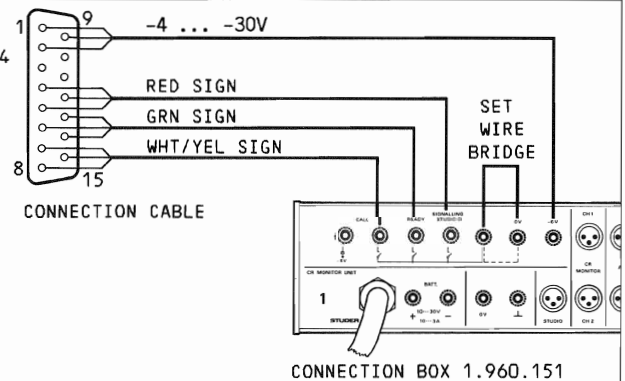 1
9
-4 ... -30V
4
RED SIGN
GRN SIGN
WHT/YEL SIGN
8
15
SET
WIRE
BRIDGE
CONNECTION CABLE
CALL
READY
SIGNALLING
STUDIO
0V
-6V
CH 1
CR
MONITOR
CR MONITOR UNIT
1
BATT.
+
10...30V
-
0V
STUDIO
CH 2
STUDER
CONNECTION BOX 1.960.151